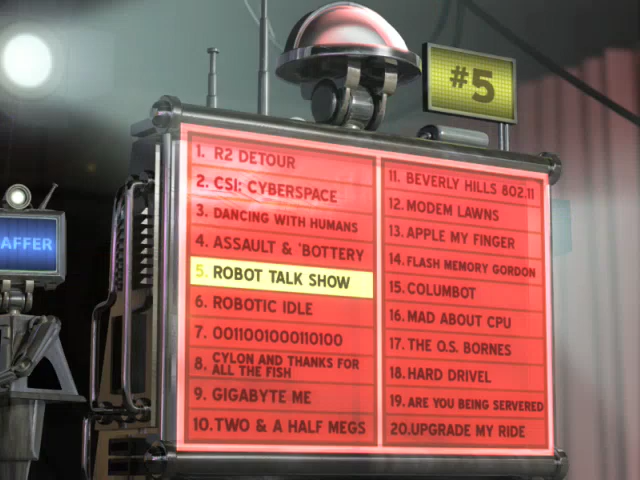 #5
1. R2 DETOUR
2. CSI: CYBERSPACE
3. DANCING WITH HUMANS
4. ASSAULT & 'BOTTERY
5. ROBOT TALK SHOW
6. ROBOTIC IDLE
7. 0011001000110100
8. CYLON AND THANKS FOR
ALL THE FISH
9. GIGABYTE ME
10. TWO & A HALF MEGS
11. BEVERLY HILLS 802.11
12. MODEM LAWNS
13. APPLE MY FINGER
14. FLASH MEMORY GORDON
15. COLUMBOT
16. MAD ABOUT CPU
17. THE O.S. BORNES
18. HARD DRIVEL
19. ARE YOU BEING SERVERED
20. UPGRADE MY RIDE
AFFER